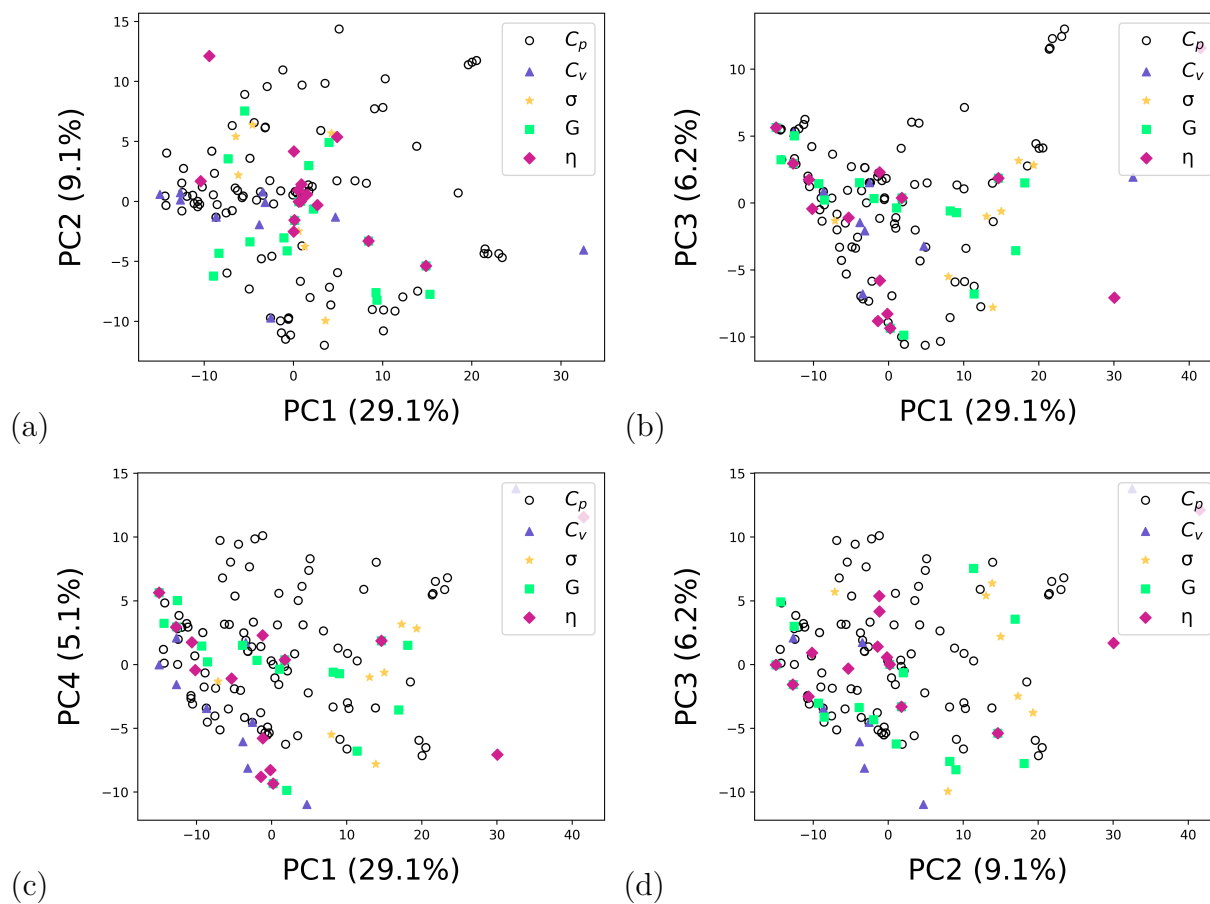 15
10
5
0
−5
−10
−10 0 10 20 30
PC2 (9.1%)
PC1 (29.1%)
C_p
C_v
σ
G
η
(a)
10
5
0
−5
−10
−10 0 10 20 30 40
PC3 (6.2%)
PC1 (29.1%)
C_p
C_v
σ
G
η
(b)
15
10
5
0
−5
−10
−10 0 10 20 30 40
PC4 (5.1%)
PC1 (29.1%)
C_p
C_v
σ
G
η
(c)
15
10
5
0
−5
−10
−10 0 10 20 30 40
PC3 (6.2%)
PC2 (9.1%)
C_p
C_v
σ
G
η
(d)